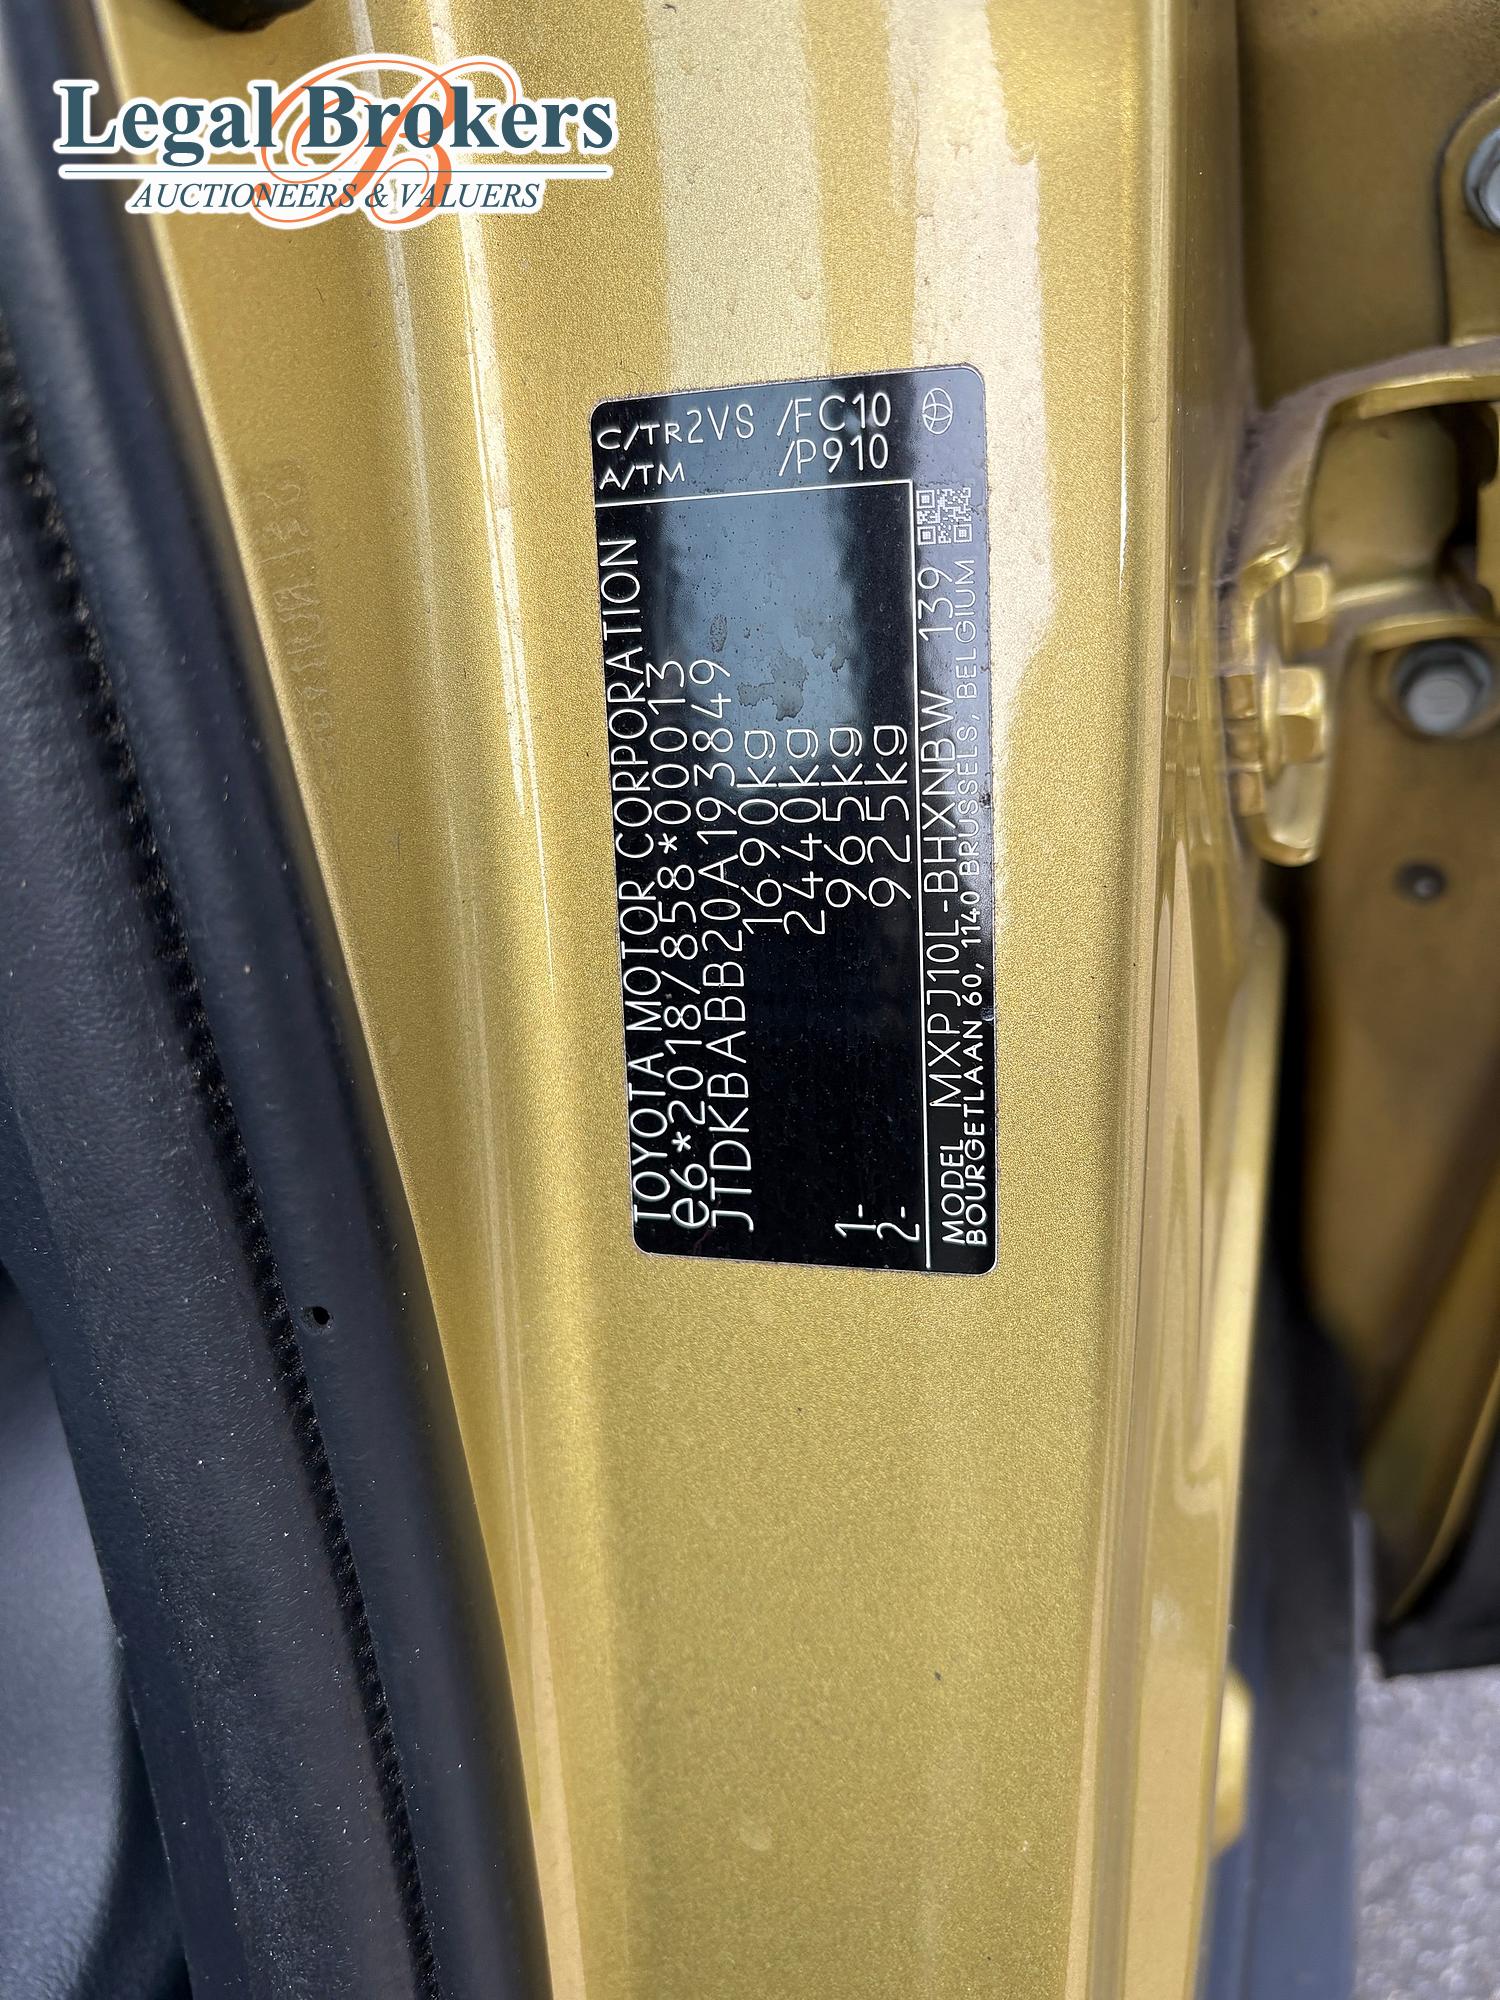 Legal Brokers
AUCTIONEERS & VALUERS
C/TR 2VS /FC10
A/TM /P910
TOYOTA MOTOR CORPORATION
e6*2018/858*00013
JTDKBABB20A193849
1690kg
2440kg
1- 965kg
2- 925kg
MODEL MXPJ10L-BHXNBW 139
BOURGETLAAN 60, 1140 BRUSSELS, BELGIUM